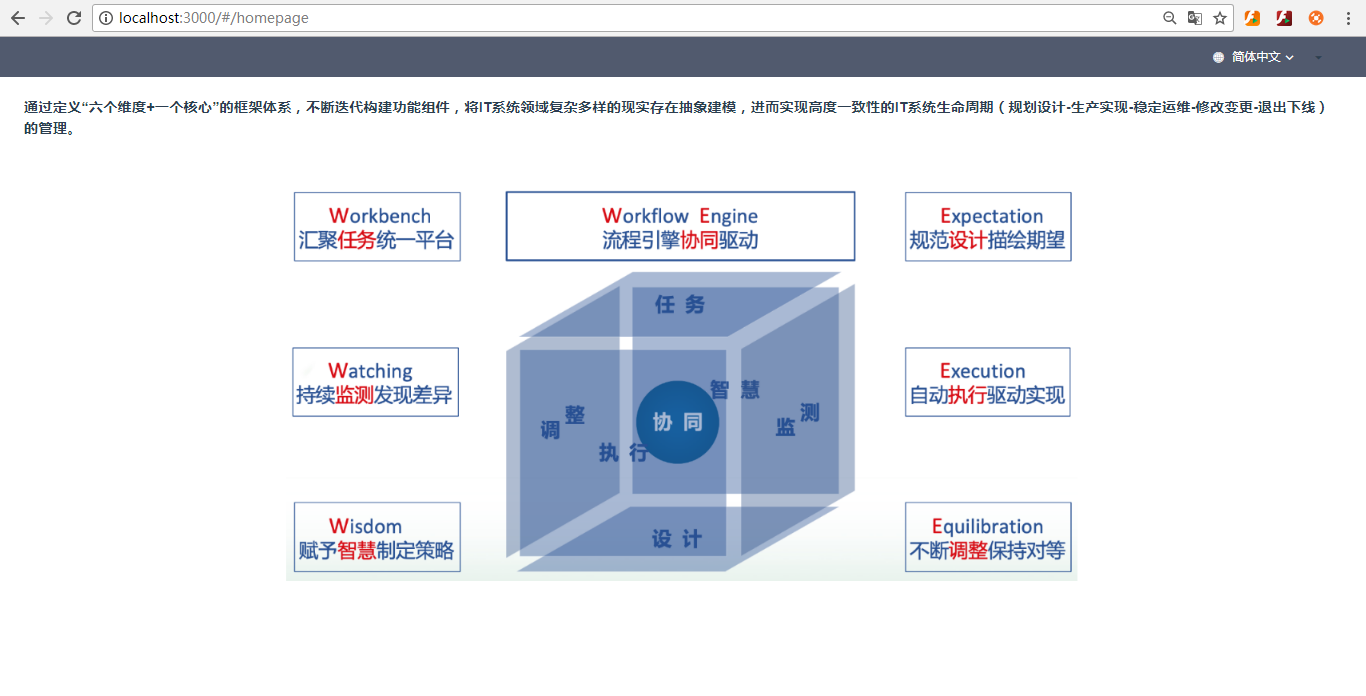 localhost:3000/#/homepage
简体中文
通过定义“六个维度+一个核心”的框架体系，不断迭代构建功能组件，将IT系统领域复杂多样的现实存在抽象建模，进而实现高度一致性的IT系统生命周期（规划设计-生产实现-稳定运维-修改变更-退出下线）
的管理。
Workbench
汇聚任务统一平台
Workflow Engine
流程引擎协同驱动
Expectation
规范设计描绘期望
任 务
Watching
持续监测发现差异
智 慧
调 整
协 同
监 测
执 行
Execution
自动执行驱动实现
Wisdom
赋予智慧制定策略
设 计
Equilibration
不断调整保持对等